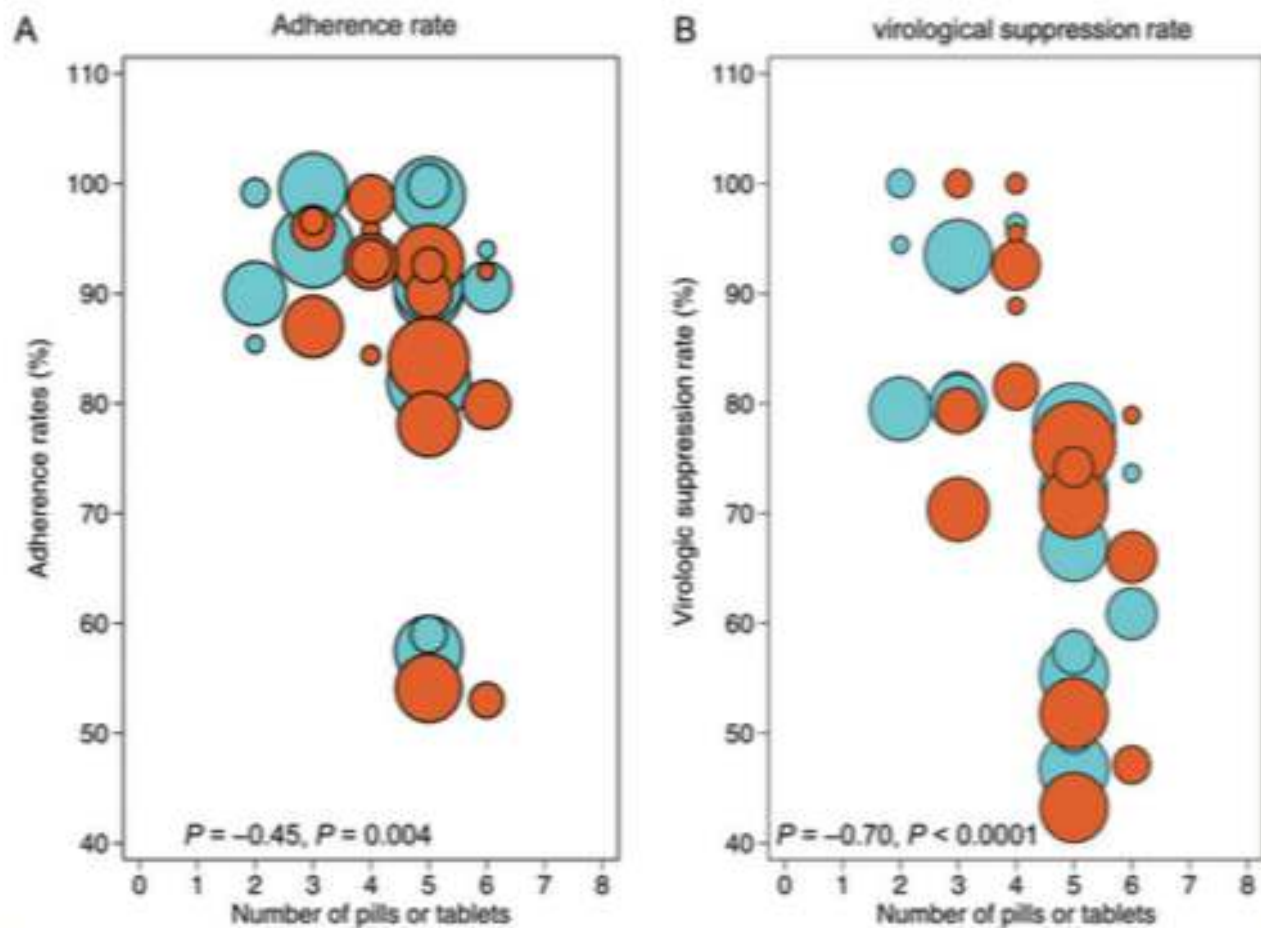 A
Adherence rate
110
100
90
80
70
60
50
40
Adherence rates (%)
P = –0.45, P = 0.004
0 1 2 3 4 5 6 7 8
Number of pills or tablets
B
virological suppression rate
110
100
90
80
70
60
50
40
Virologic suppression rate (%)
P = –0.70, P < 0.0001
0 1 2 3 4 5 6 7 8
Number of pills or tablets